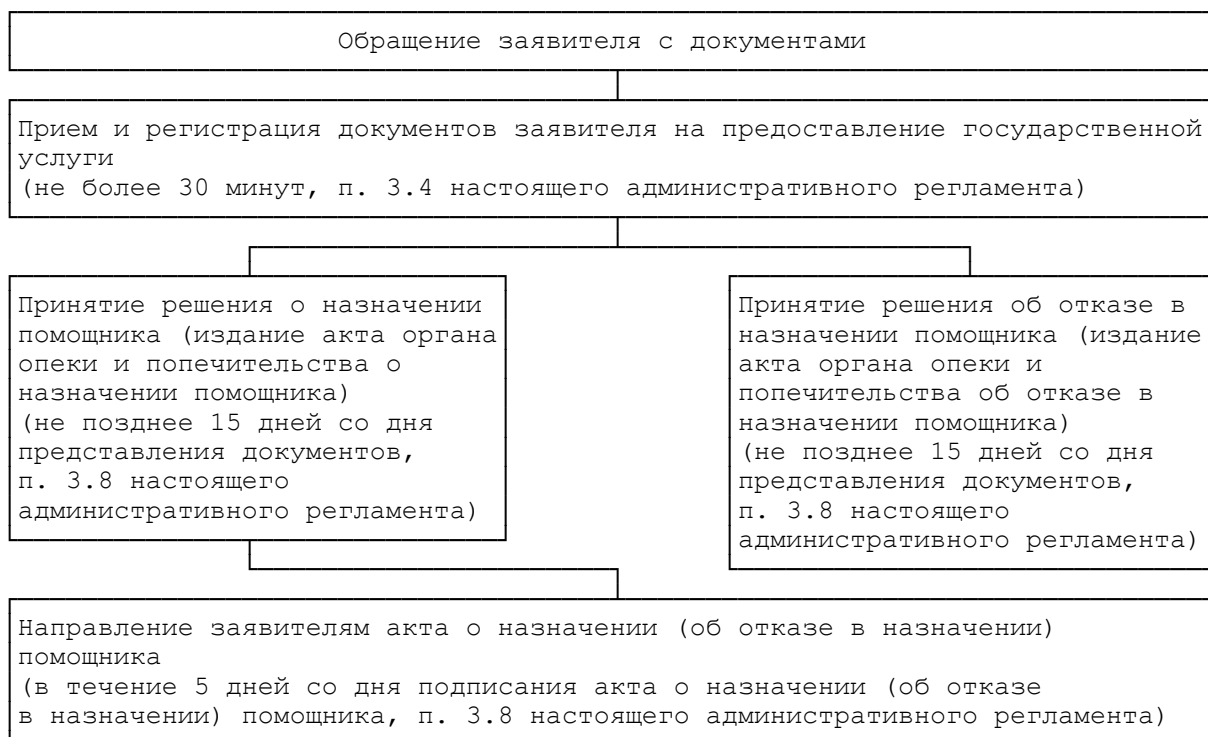 Обращение заявителя с документами
Прием и регистрация документов заявителя на предоставление государственной
услуги
(не более 30 минут, п. 3.4 настоящего административного регламента)
Принятие решения о назначении
помощника (издание акта органа
опеки и попечительства о
назначении помощника)
(не позднее 15 дней со дня
представления документов,
п. 3.8 настоящего
административного регламента)
Принятие решения об отказе в
назначении помощника (издание
акта органа опеки и
попечительства об отказе в
назначении помощника)
(не позднее 15 дней со дня
представления документов,
п. 3.8 настоящего
административного регламента)
Направление заявителям акта о назначении (об отказе в назначении)
помощника
(в течение 5 дней со дня подписания акта о назначении (об отказе
в назначении) помощника, п. 3.8 настоящего административного регламента)